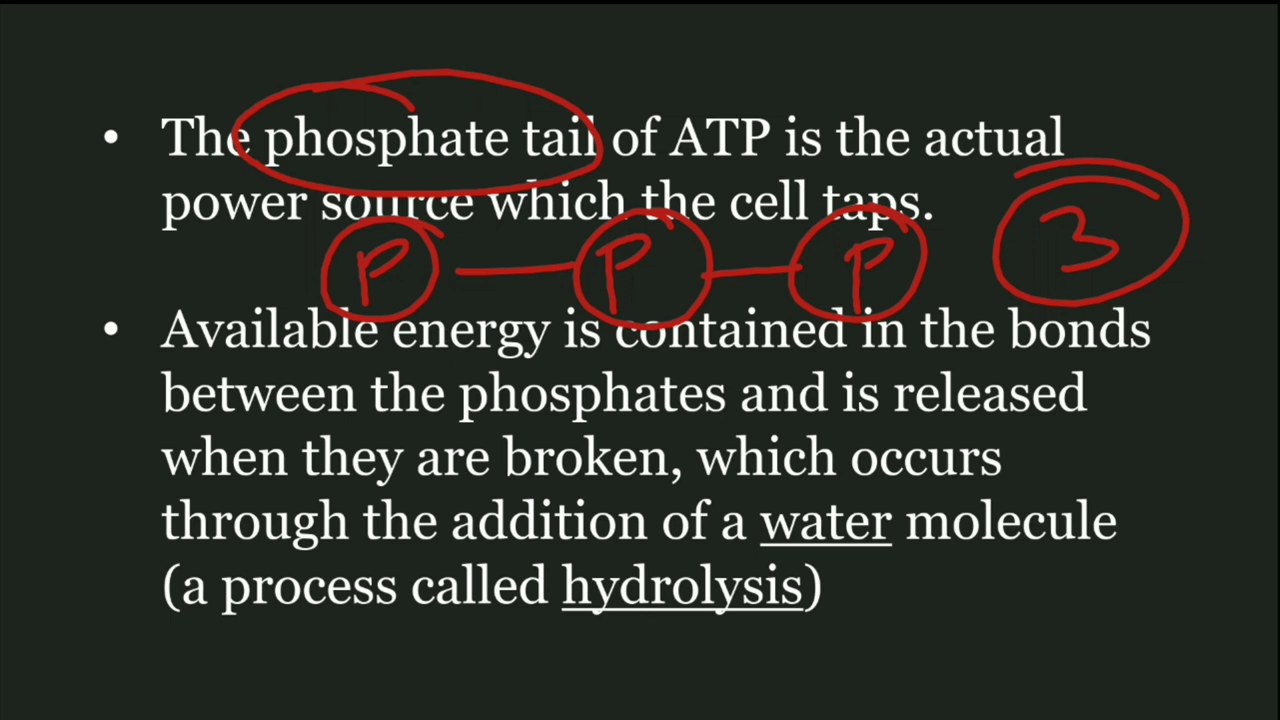 • The phosphate tail of ATP is the actual
power source which the cell taps.
P P P 3
• Available energy is contained in the bonds
between the phosphates and is released
when they are broken, which occurs
through the addition of a water molecule
(a process called hydrolysis)